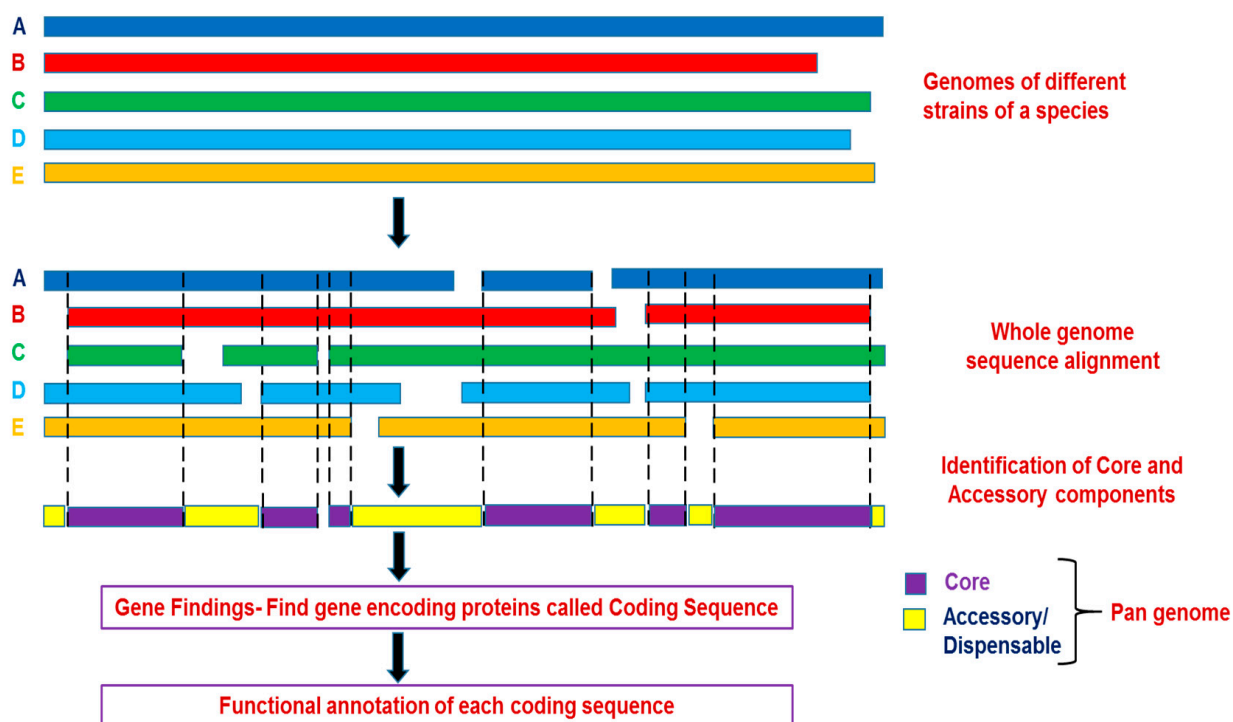 A
B
C
D
E
Genomes of different
strains of a species
A
B
C
D
E
Whole genome
sequence alignment
Identification of Core and
Accessory components
Gene Findings- Find gene encoding proteins called Coding Sequence
Functional annotation of each coding sequence
Core
Accessory/
Dispensable
Pan genome